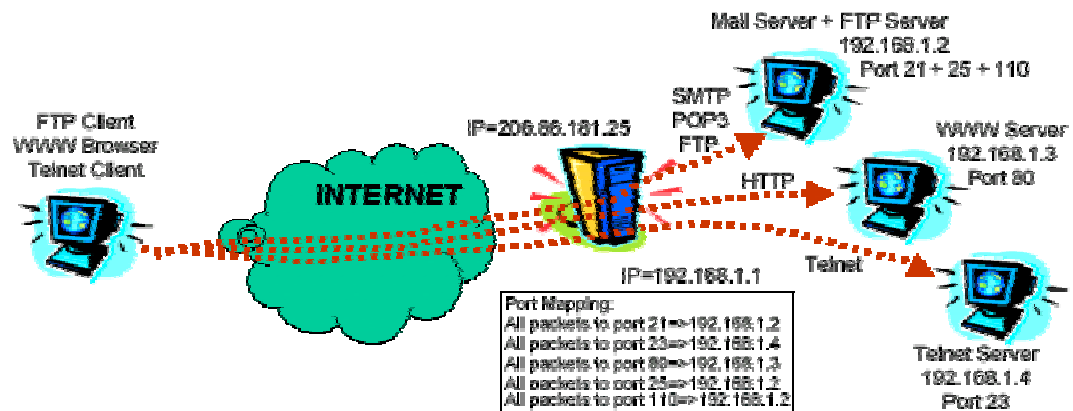 Mail Server + FTP Server
192.168.1.2
Port 21 + 25 + 110
SMTP
POP3
FTP
FTP Client
WWW Browser
Telnet Client
IP=206.86.181.25
WWW Server
192.168.1.3
Port 80
HTTP
INTERNET
Telnet
IP=192.168.1.1
Port Mapping:
All packets to port 21=>192.168.1.2
All packets to port 23=>192.168.1.4
All packets to port 80=>192.168.1.3
All packets to port 25=>192.168.1.2
All packets to port 110=>192.168.1.2
Telnet Server
192.168.1.4
Port 23